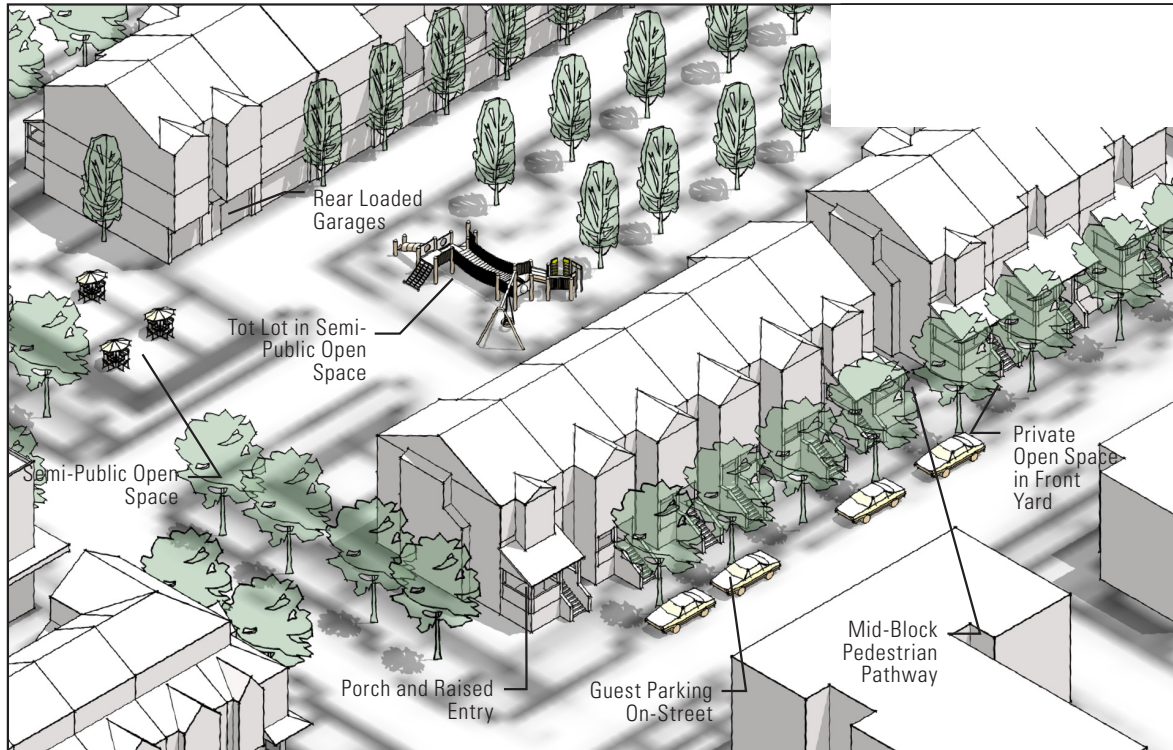 Rear Loaded
Garages
Tot Lot in Semi-
Public Open
Space
Semi-Public Open
Space
Private
Open Space
in Front
Yard
Mid-Block
Pedestrian
Pathway
Porch and Raised
Entry
Guest Parking
On-Street